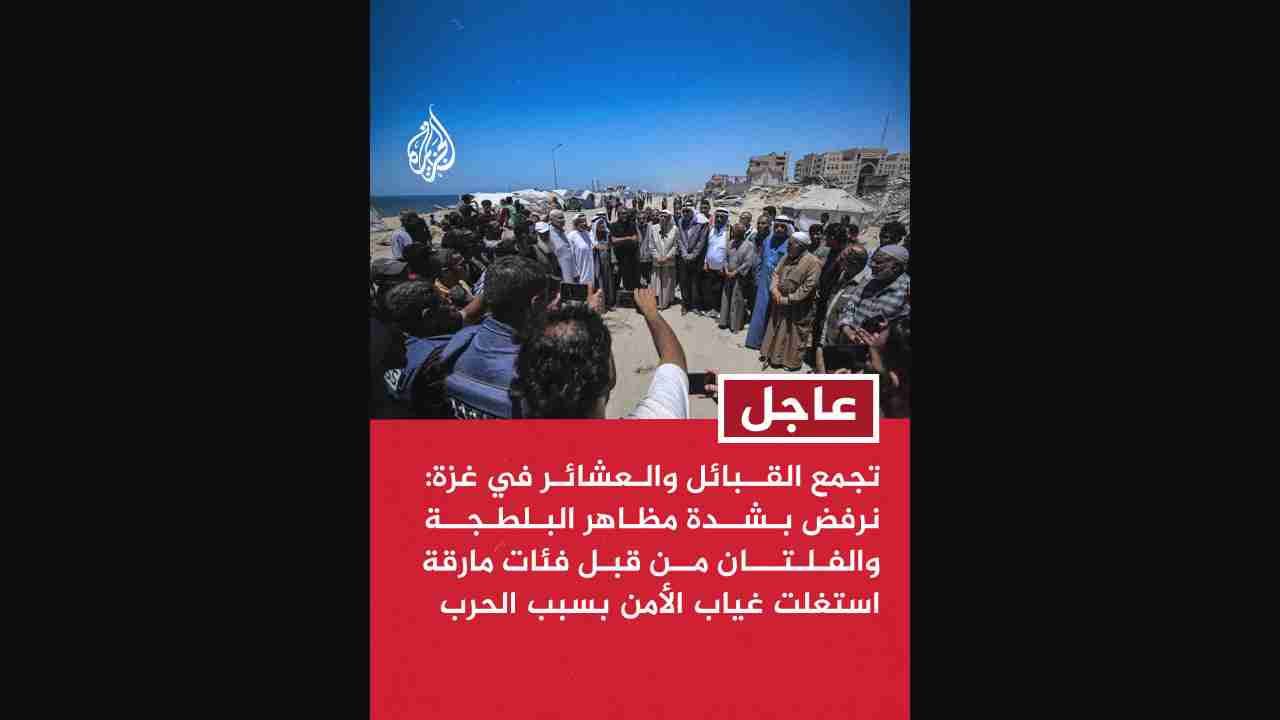 الجزيرة
عاجل
تجمع القبائل والعشائر في غزة:
نرفض بشدة مظاهر البلطجة
والفلتان من قبل فئات مارقة
استغلت غياب الأمن بسبب الحرب